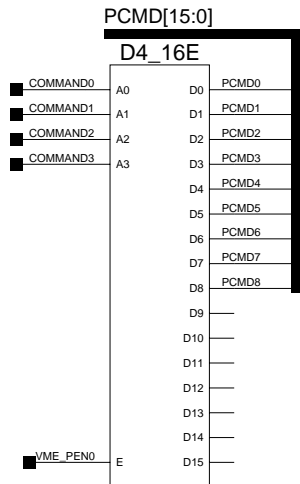 PCMD[15:0]
D4_16E
COMMAND0 A0 D0 PCMD0
COMMAND1 A1 D1 PCMD1
COMMAND2 A2 D2 PCMD2
COMMAND3 A3 D3 PCMD3
D4 PCMD4
D5 PCMD5
D6 PCMD6
D7 PCMD7
D8 PCMD8
D9
D10
D11
D12
D13
D14
VME_PEN0 E D15